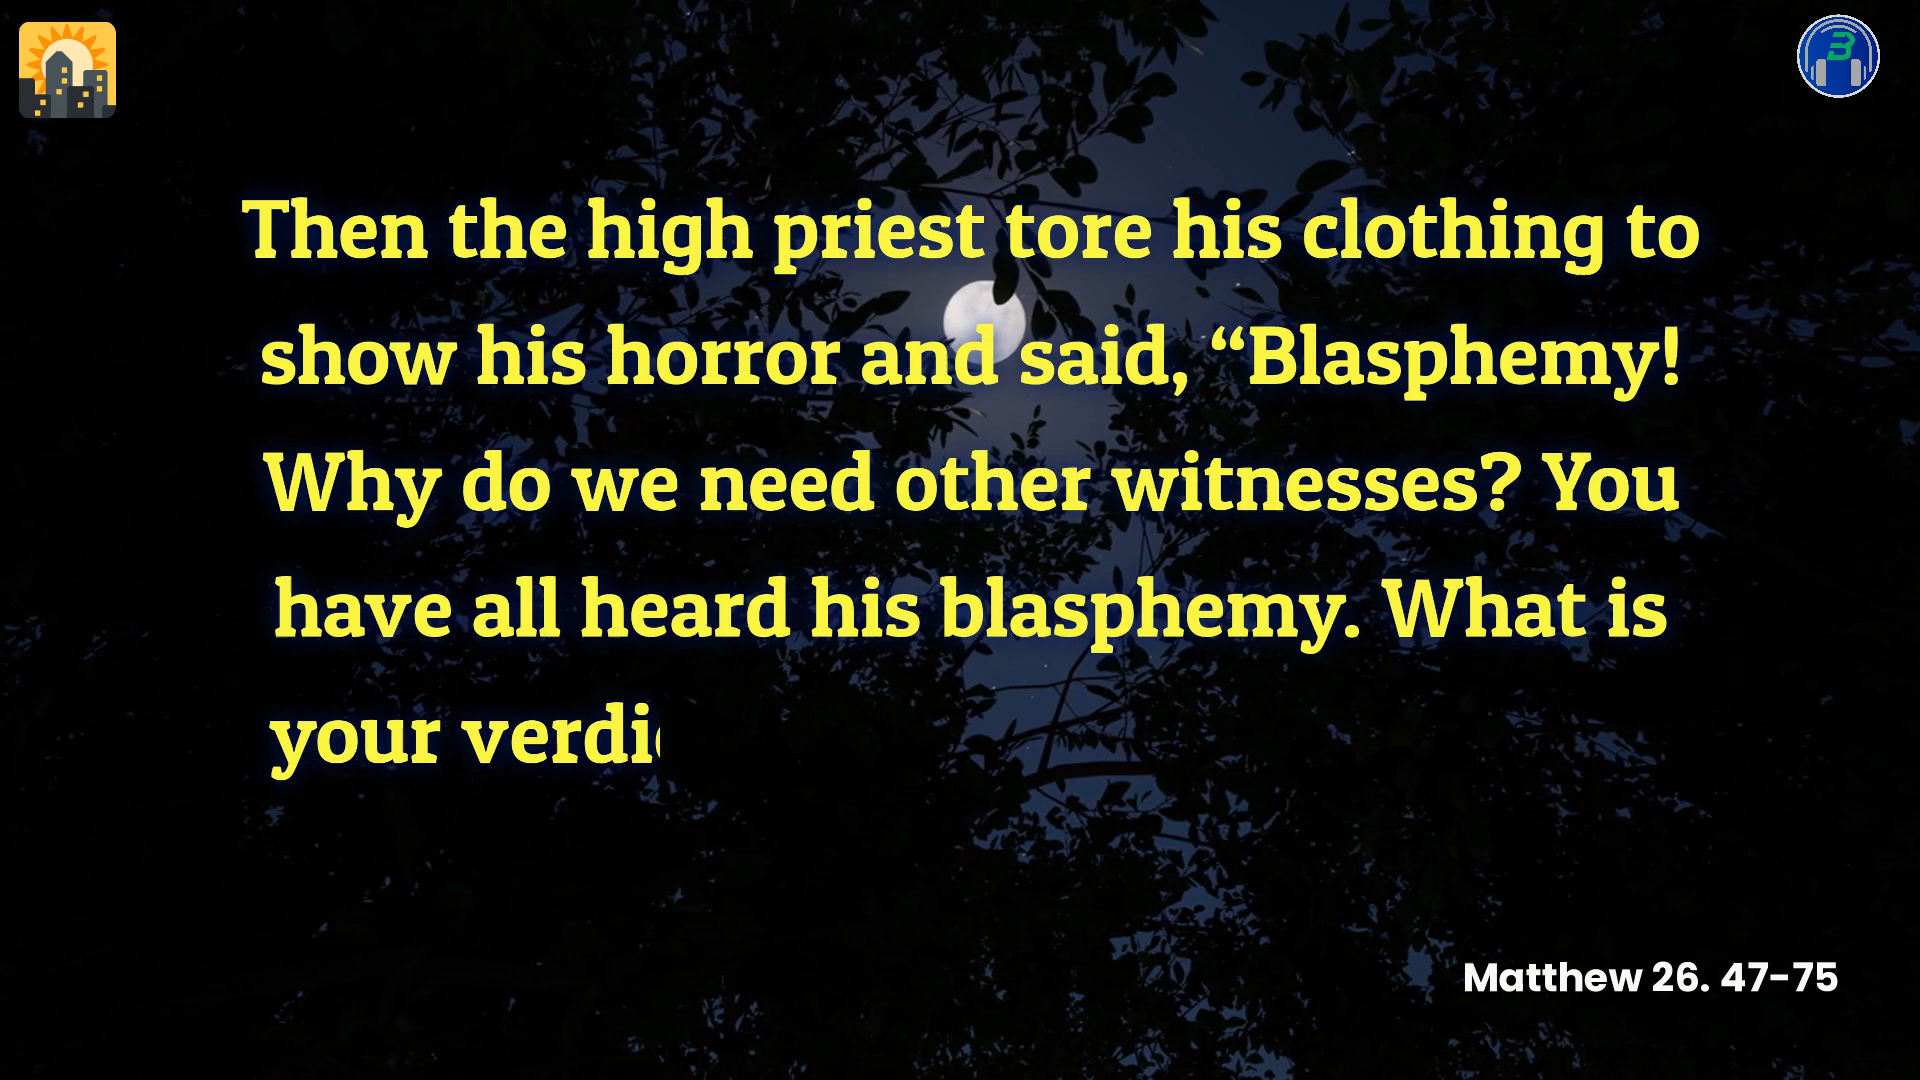 Then the high priest tore his clothing to
show his horror and said, “Blasphemy!
Why do we need other witnesses? You
have all heard his blasphemy. What is
your verdi
Matthew 26. 47-75